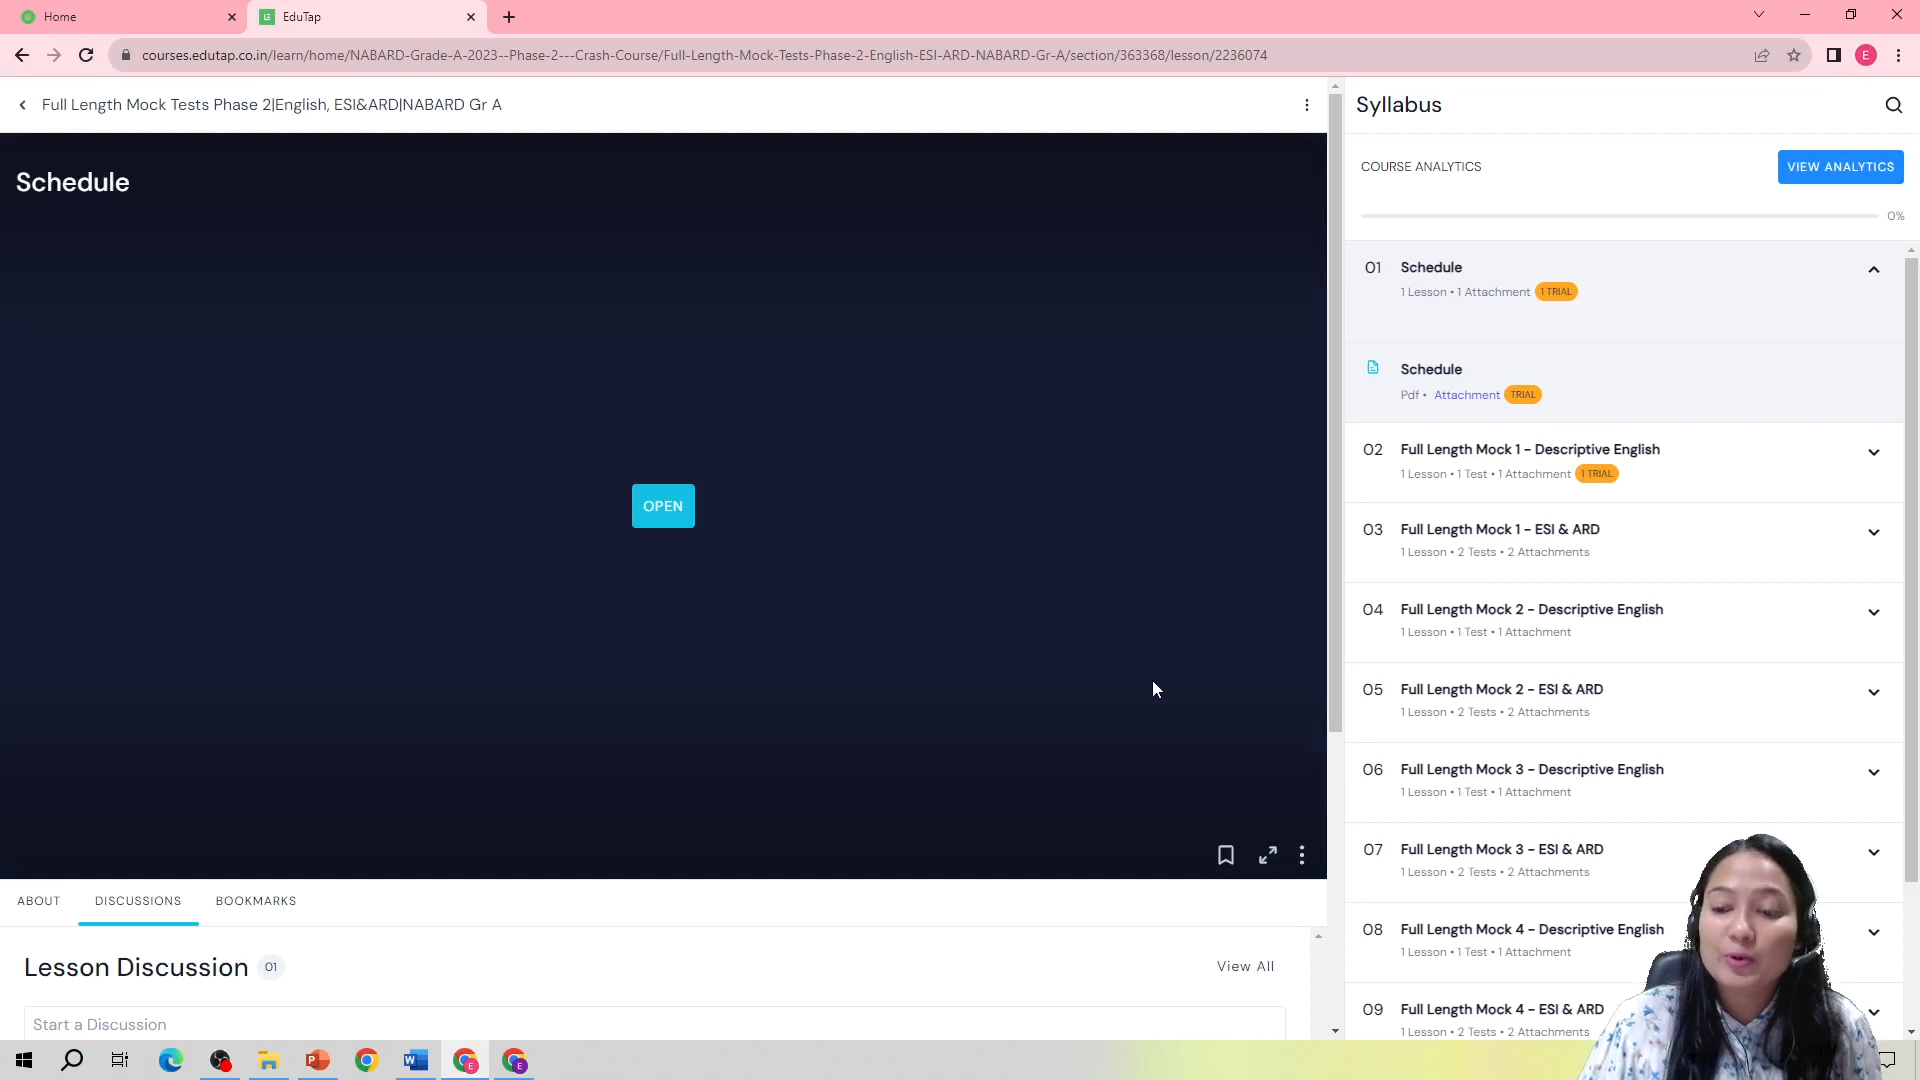 Home
EduTap
courses.edutap.co.in/learn/home/NABARD-Grade-A-2023--Phase-2---Crash-Course/Full-Length-Mock-Tests-Phase-2-English-ESI-ARD-NABARD-Gr-A/section/363368/lesson/2236074
E
Full Length Mock Tests Phase 2|English, ESI&ARD|NABARD Gr A
Schedule
OPEN
ABOUT
DISCUSSIONS
BOOKMARKS
Lesson Discussion 01
View All
Start a Discussion
Syllabus
COURSE ANALYTICS
VIEW ANALYTICS
0%
01 Schedule
1 Lesson • 1 Attachment 1 TRIAL
Schedule
Pdf • Attachment TRIAL
02 Full Length Mock 1 - Descriptive English
1 Lesson • 1 Test • 1 Attachment 1 TRIAL
03 Full Length Mock 1 - ESI & ARD
1 Lesson • 2 Tests • 2 Attachments
04 Full Length Mock 2 - Descriptive English
1 Lesson • 1 Test • 1 Attachment
05 Full Length Mock 2 - ESI & ARD
1 Lesson • 2 Tests • 2 Attachments
06 Full Length Mock 3 - Descriptive English
1 Lesson • 1 Test • 1 Attachment
07 Full Length Mock 3 - ESI & ARD
1 Lesson • 2 Tests • 2 Attachments
08 Full Length Mock 4 - Descriptive English
1 Lesson • 1 Test • 1 Attachment
09 Full Length Mock 4 - ESI & ARD
1 Lesson • 2 Tests • 2 Attachments